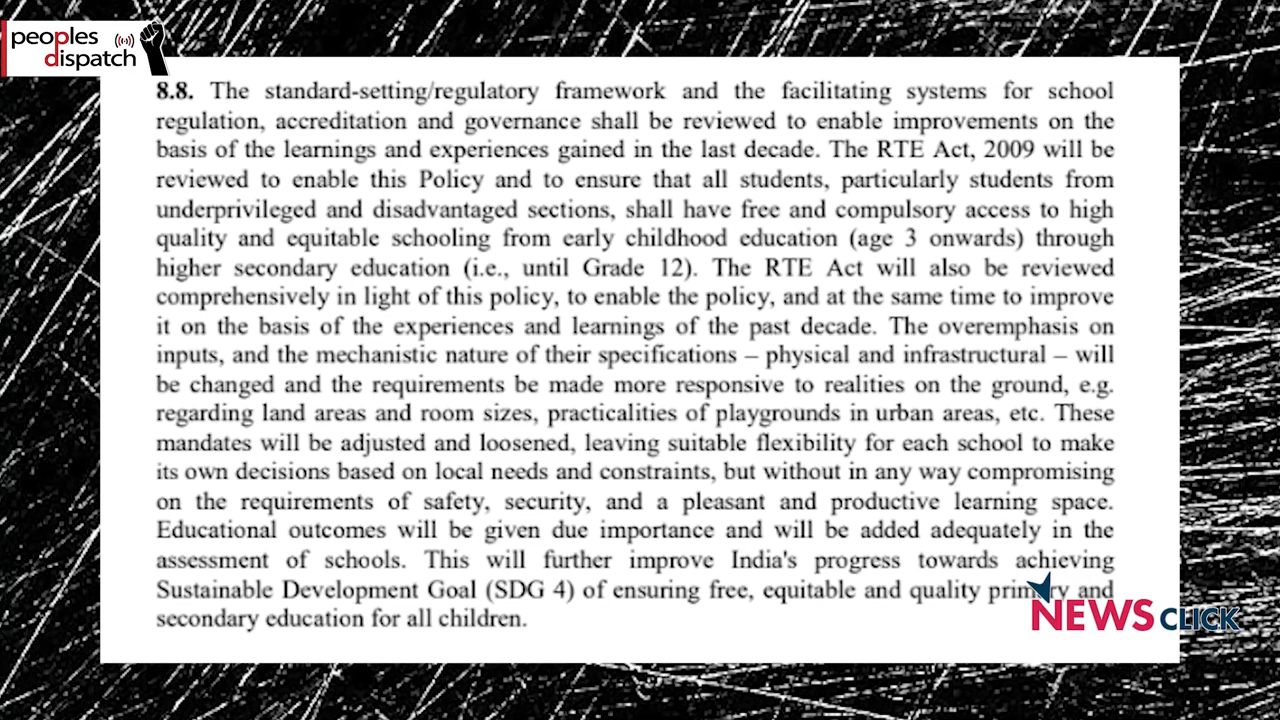 peoples
dispatch
8.8. The standard-setting/regulatory framework and the facilitating systems for school
regulation, accreditation and governance shall be reviewed to enable improvements on the
basis of the learnings and experiences gained in the last decade. The RTE Act, 2009 will be
reviewed to enable this Policy and to ensure that all students, particularly students from
underprivileged and disadvantaged sections, shall have free and compulsory access to high
quality and equitable schooling from early childhood education (age 3 onwards) through
higher secondary education (i.e., until Grade 12). The RTE Act will also be reviewed
comprehensively in light of this policy, to enable the policy, and at the same time to improve
it on the basis of the experiences and learnings of the past decade. The overemphasis on
inputs, and the mechanistic nature of their specifications – physical and infrastructural – will
be changed and the requirements be made more responsive to realities on the ground, e.g.
regarding land areas and room sizes, practicalities of playgrounds in urban areas, etc. These
mandates will be adjusted and loosened, leaving suitable flexibility for each school to make
its own decisions based on local needs and constraints, but without in any way compromising
on the requirements of safety, security, and a pleasant and productive learning space.
Educational outcomes will be given due importance and will be added adequately in the
assessment of schools. This will further improve India's progress towards achieving
Sustainable Development Goal (SDG 4) of ensuring free, equitable and quality primary and
secondary education for all children.
NEWSCLICK